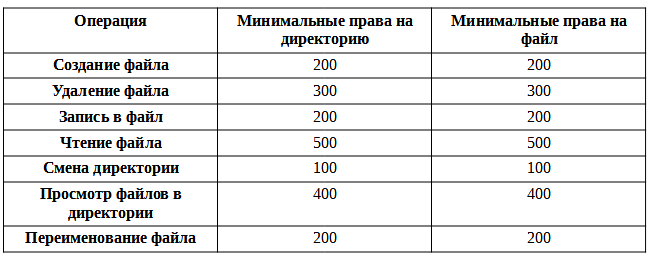 Операция Минимальные права на директорию Минимальные права на файл
Создание файла 200 200
Удаление файла 300 300
Запись в файл 200 200
Чтение файла 500 500
Смена директории 100 100
Просмотр файлов в директории 400 400
Переименование файла 200 200